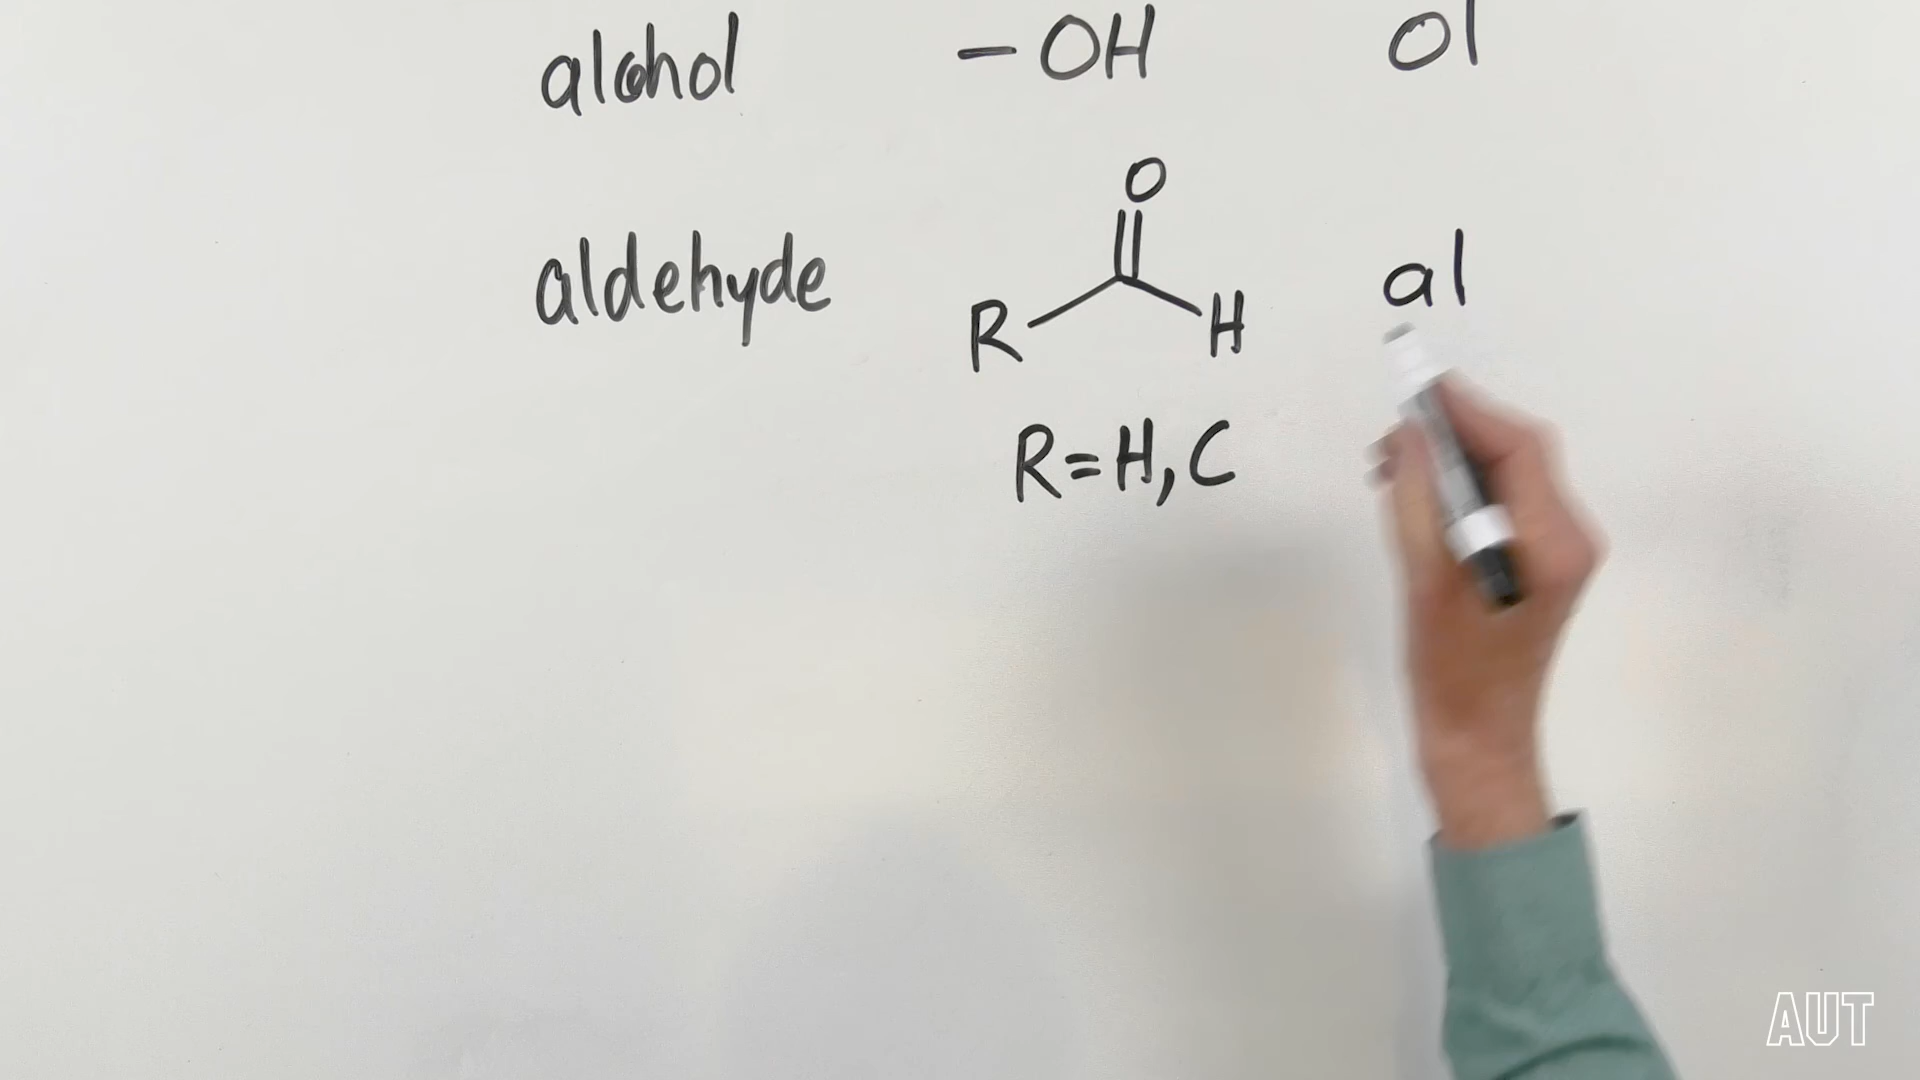 alcohol – OH ol
O
aldehyde R H al
R=H, C
AUT